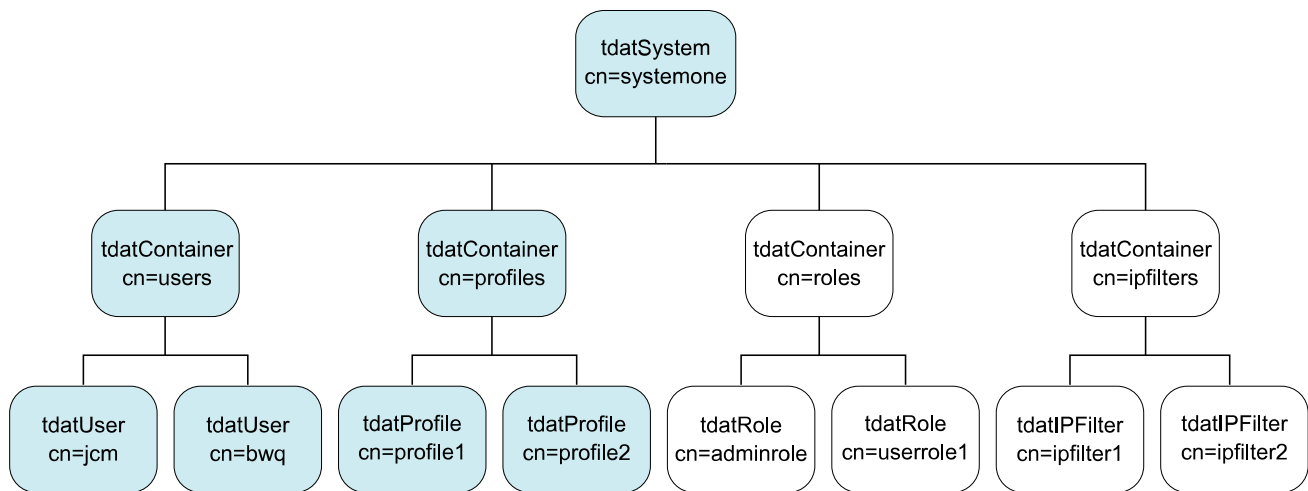 tdatSystem
cn=systemone
tdatContainer
cn=users
tdatContainer
cn=profiles
tdatContainer
cn=roles
tdatContainer
cn=ipfilters
tdatUser
cn=jcm
tdatUser
cn=bwq
tdatProfile
cn=profile1
tdatProfile
cn=profile2
tdatRole
cn=adminrole
tdatRole
cn=userrole1
tdatIPFilter
cn=ipfilter1
tdatIPFilter
cn=ipfilter2